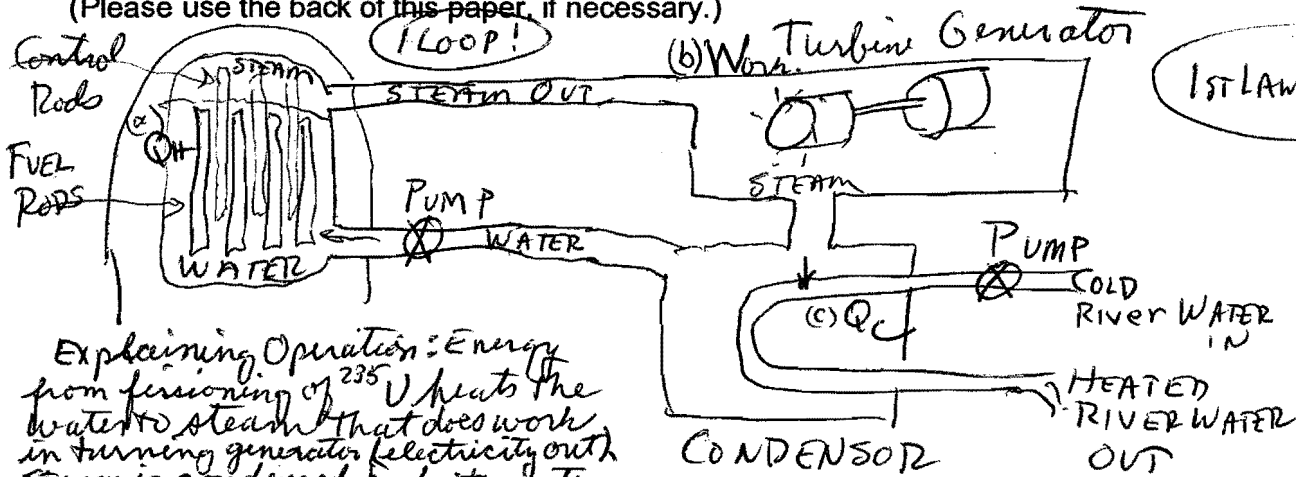 (Please use the back of this paper, if necessary.)
1 LOOP!
Control
Rods
STEAM
STEAM OUT
(b) Work.
Turbine Generator
1ST LAW
(a)
QH
FUEL
RODS
PUMP
WATER
WATER
STEAM
PUMP
COLD
River WATER
IN
(c) QC
HEATED
RIVER WATER
OUT
CONDENSOR
Explaining Operation: Energy
from fissioning of 235U heats the
water to steam that does work
in turning generator (electricity out)